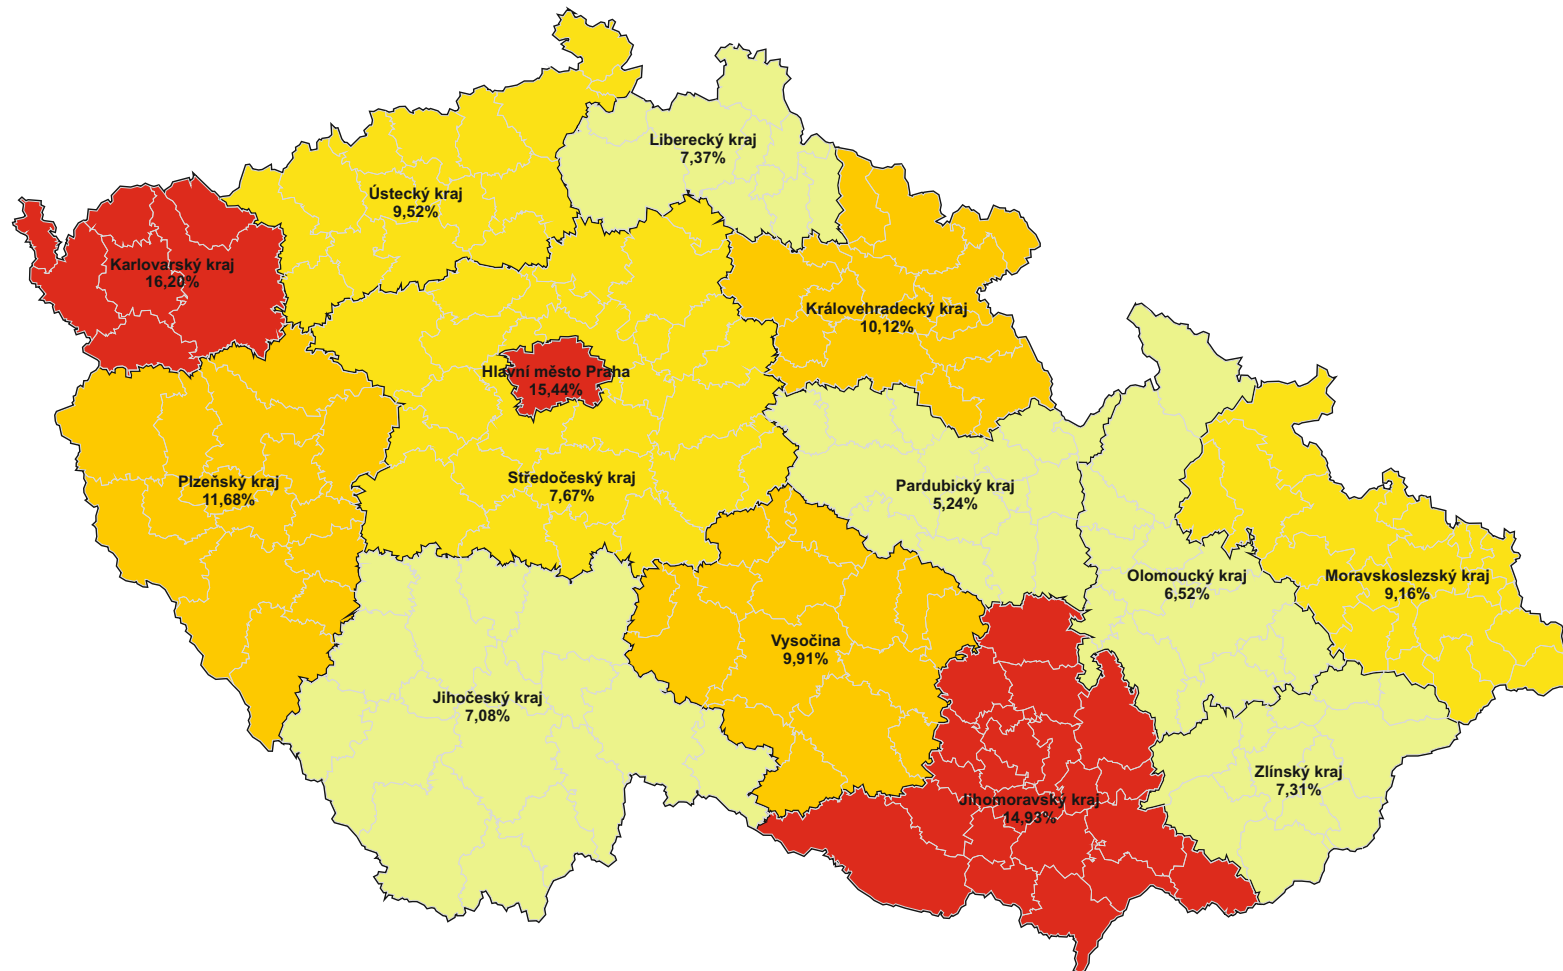 Liberecký kraj
7,37%
Ústecký kraj
9,52%
Karlovarský kraj
16,20%
Královehradecký kraj
10,12%
Hlavní město Praha
15,44%
Plzeňský kraj
11,68%
Středočeský kraj
7,67%
Pardubický kraj
5,24%
Olomoucký kraj
6,52%
Moravskoslezský kraj
9,16%
Vysočina
9,91%
Jihočeský kraj
7,08%
Zlínský kraj
7,31%
Jihomoravský kraj
14,93%